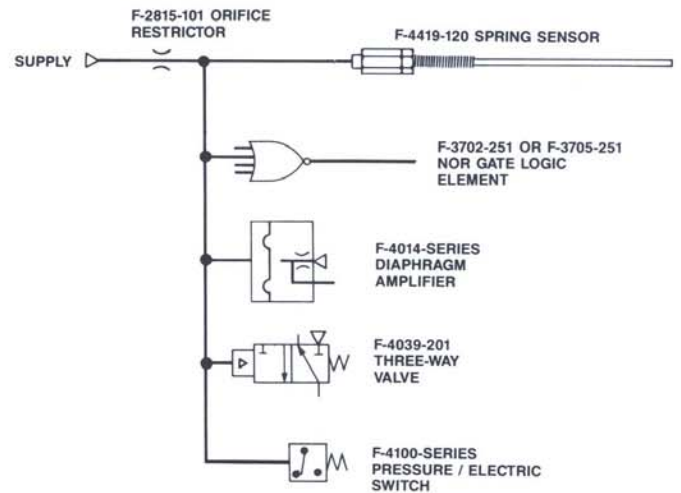 F-2815-101 ORIFICE
RESTRICTOR
F-4419-120 SPRING SENSOR
SUPPLY
F-3702-251 OR F-3705-251
NOR GATE LOGIC
ELEMENT
F-4014-SERIES
DIAPHRAGM
AMPLIFIER
F-4039-201
THREE-WAY
VALVE
F-4100-SERIES
PRESSURE / ELECTRIC
SWITCH